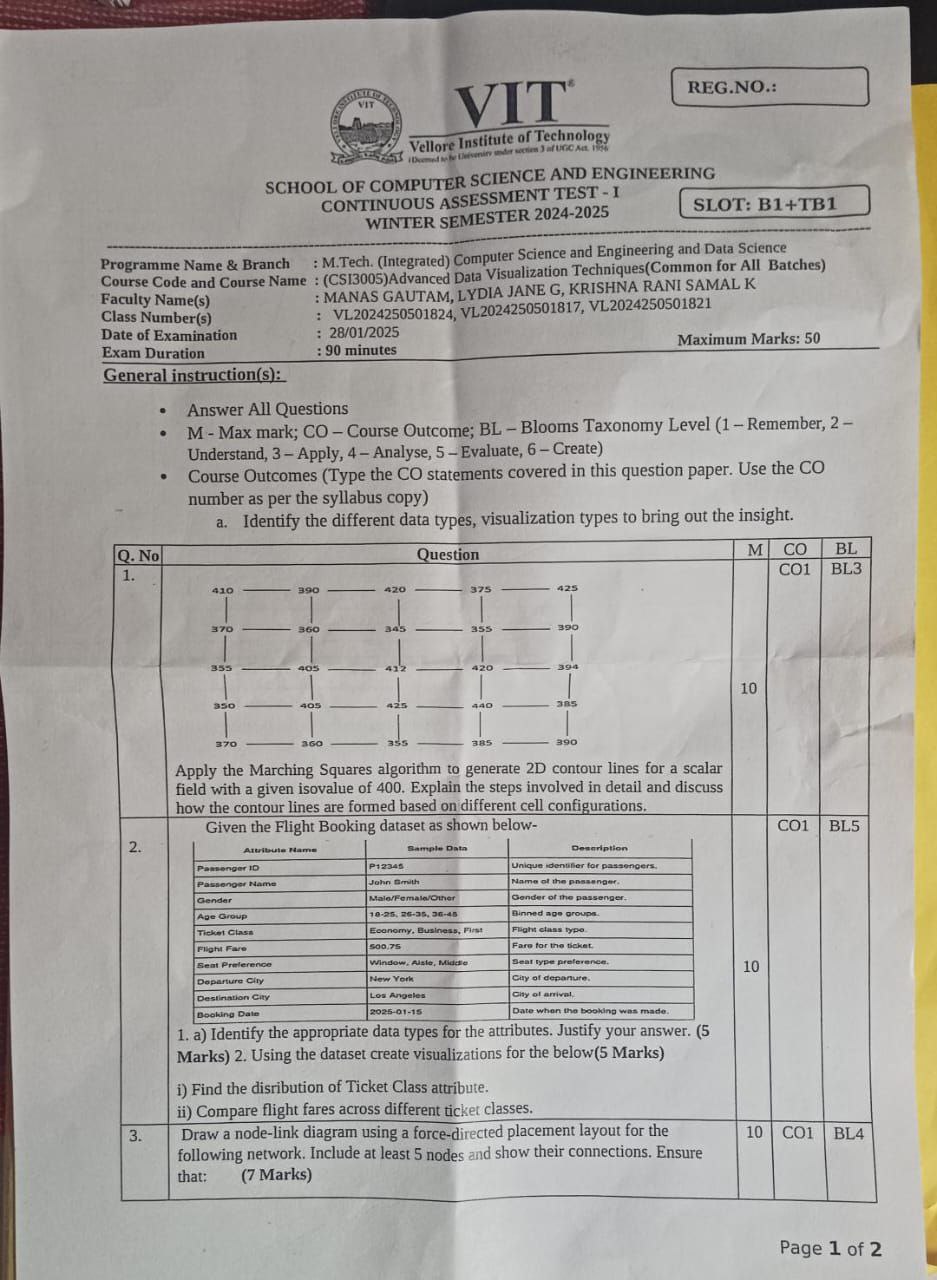 VIT®
REG.NO.:
VIT
Vellore Institute of Technology
(Deemed to be University under section 3 of UGC Act, 1956
SCHOOL OF COMPUTER SCIENCE AND ENGINEERING
CONTINUOUS ASSESSMENT TEST - I
WINTER SEMESTER 2024-2025
SLOT: B1+TB1
Programme Name & Branch : M.Tech. (Integrated) Computer Science and Engineering and Data Science
Course Code and Course Name : (CSI3005)Advanced Data Visualization Techniques(Common for All Batches)
Faculty Name(s) : MANAS GAUTAM, LYDIA JANE G, KRISHNA RANI SAMAL K
Class Number(s) : VL2024250501824, VL2024250501817, VL2024250501821
Date of Examination : 28/01/2025
Exam Duration : 90 minutes Maximum Marks: 50
General instruction(s):
• Answer All Questions
• M - Max mark; CO – Course Outcome; BL – Blooms Taxonomy Level (1 – Remember, 2 –
Understand, 3 – Apply, 4 – Analyse, 5 – Evaluate, 6 – Create)
• Course Outcomes (Type the CO statements covered in this question paper. Use the CO
number as per the syllabus copy)
a. Identify the different data types, visualization types to bring out the insight.
Q. No Question M CO BL
1. CO1 BL3
410 390 420 375 425
370 360 345 355 390
355 405 412 420 394
10
350 405 425 440 385
370 360 355 385 390
Apply the Marching Squares algorithm to generate 2D contour lines for a scalar
field with a given isovalue of 400. Explain the steps involved in detail and discuss
how the contour lines are formed based on different cell configurations.
Given the Flight Booking dataset as shown below- CO1 BL5
2.
Attribute Name Sample Data Description
Passenger ID P12345 Unique identifier for passengers.
Passenger Name John Smith Name of the passenger.
Gender Male/Female/Other Gender of the passenger.
Age Group 18-25, 26-35, 36-45 Binned age groups.
Ticket Class Economy, Business, First Flight class type.
Flight Fare 500.75 Fare for the ticket.
Seat Preference Window, Aisle, Middle Seat type preference.
10
Departure City New York City of departure.
Destination City Los Angeles City of arrival.
Booking Date 2025-01-15 Date when the booking was made.
1. a) Identify the appropriate data types for the attributes. Justify your answer. (5
Marks) 2. Using the dataset create visualizations for the below(5 Marks)
i) Find the disribution of Ticket Class attribute.
ii) Compare flight fares across different ticket classes.
3. Draw a node-link diagram using a force-directed placement layout for the 10 CO1 BL4
following network. Include at least 5 nodes and show their connections. Ensure
that: (7 Marks)
Page 1 of 2